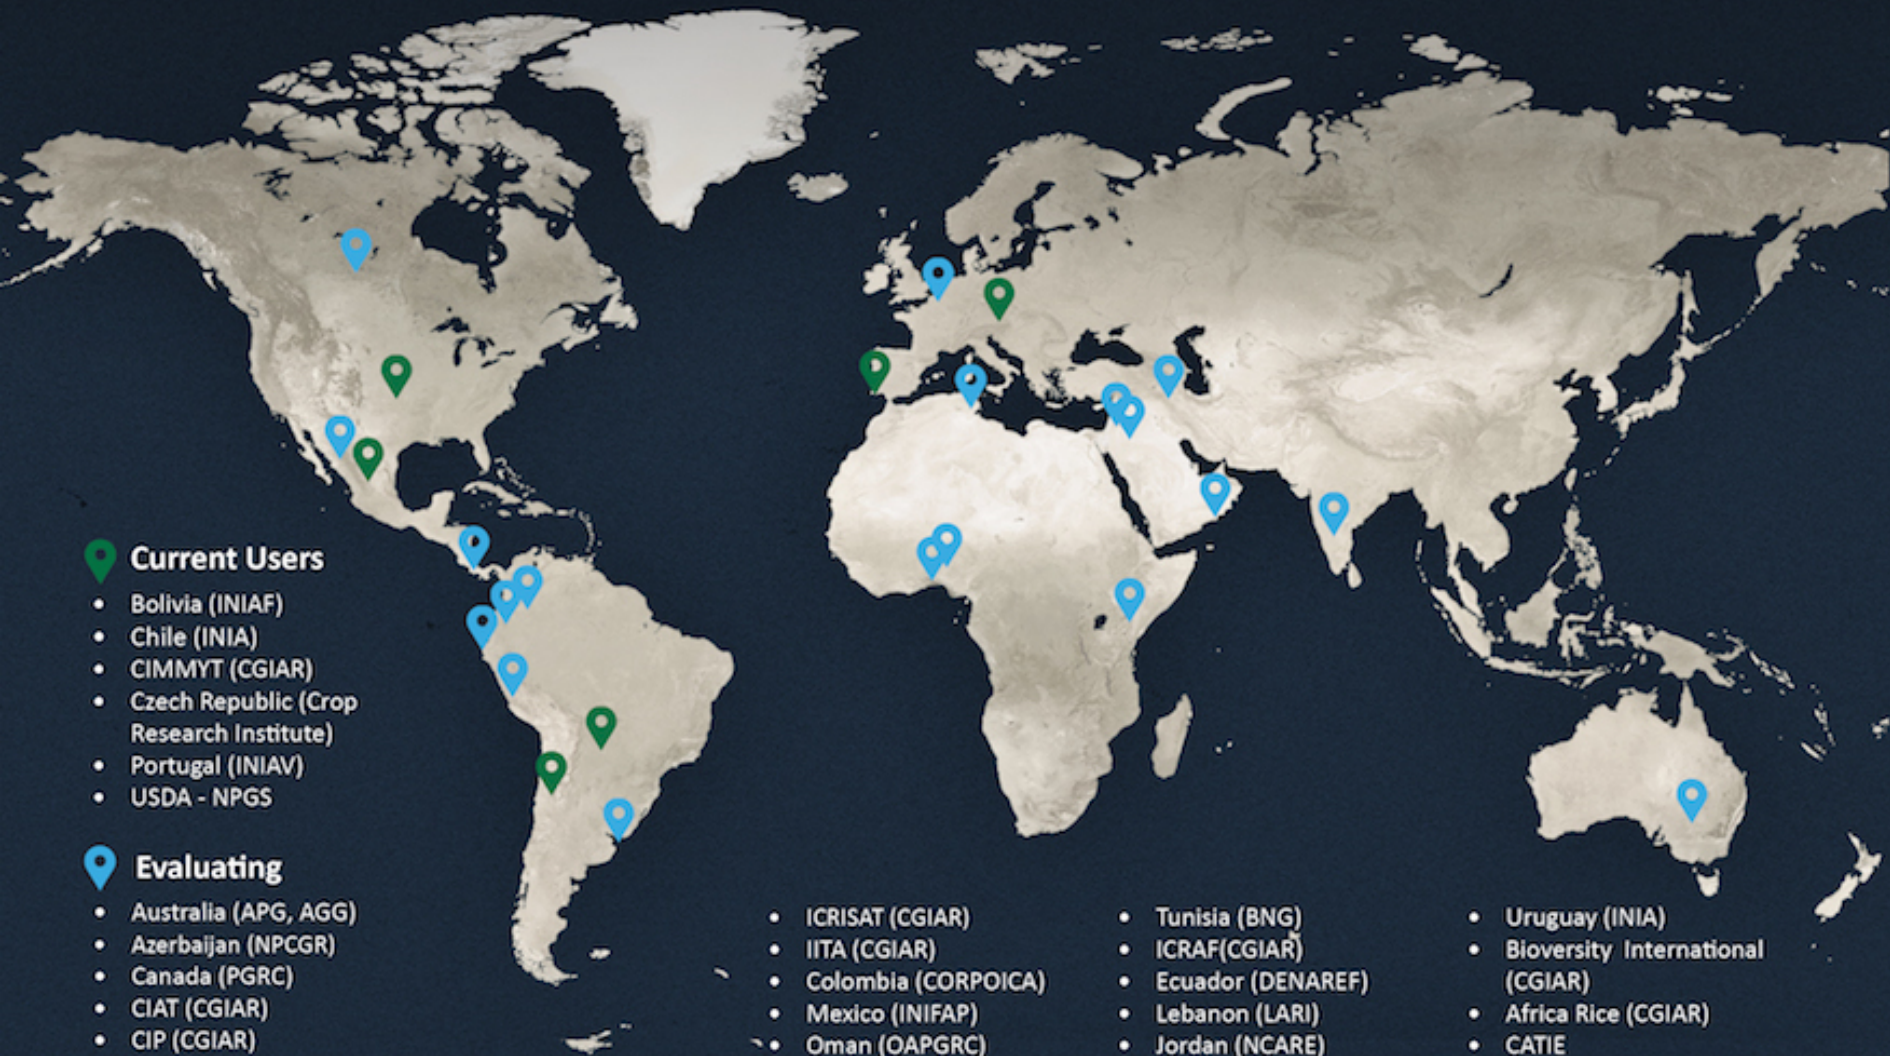 Current Users
• Bolivia (INIAF)
• Chile (INIA)
• CIMMYT (CGIAR)
• Czech Republic (Crop
Research Institute)
• Portugal (INIAV)
• USDA - NPGS
Evaluating
• Australia (APG, AGG)
• Azerbaijan (NPCGR)
• Canada (PGRC)
• CIAT (CGIAR)
• CIP (CGIAR)
• ICRISAT (CGIAR)
• IITA (CGIAR)
• Colombia (CORPOICA)
• Mexico (INIFAP)
• Oman (OAPGRC)
• Tunisia (BNG)
• ICRAF(CGIAR)
• Ecuador (DENAREF)
• Lebanon (LARI)
• Jordan (NCARE)
• Uruguay (INIA)
• Bioversity International
(CGIAR)
• Africa Rice (CGIAR)
• CATIE